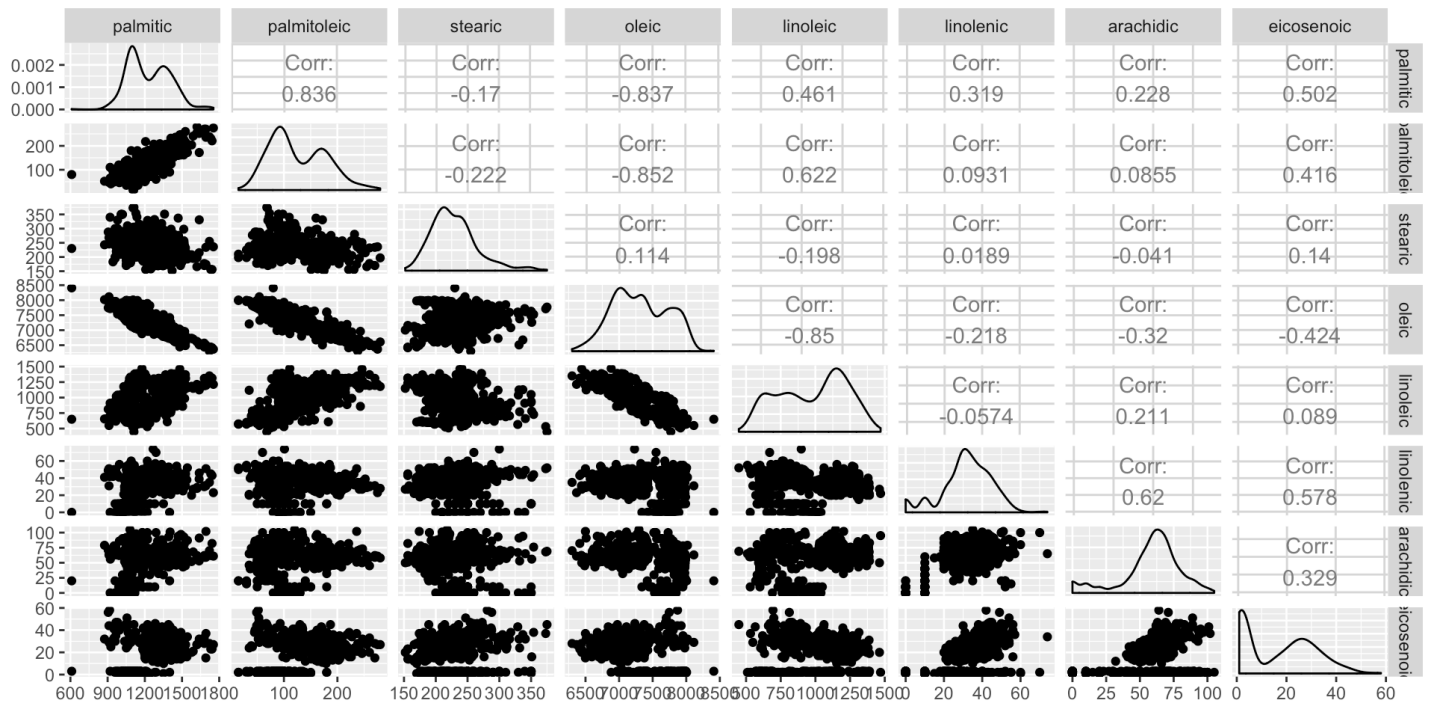 palmitic palmitoleic stearic oleic linoleic linolenic arachidic eicosenoic
Corr: Corr: Corr: Corr: Corr: Corr: Corr:
0.836 -0.17 -0.837 0.461 0.319 0.228 0.502
0.002
0.001
0.000
palmitic
Corr: Corr: Corr: Corr: Corr: Corr:
-0.222 -0.852 0.622 0.0931 0.0855 0.416
200
100
palmitoleic
Corr: Corr: Corr: Corr: Corr:
0.114 -0.198 0.0189 -0.041 0.14
350
300
250
200
150
stearic
Corr: Corr: Corr: Corr:
-0.85 -0.218 -0.32 -0.424
8500
8000
7500
7000
6500
oleic
Corr: Corr: Corr:
-0.0574 0.211 0.089
1500
1250
1000
750
500
linoleic
Corr: Corr:
0.62 0.578
60
40
20
0
linolenic
Corr:
0.329
100
75
50
25
0
arachidic
60
40
20
0
eicosenoic
600 900 1200 1500 1800 100 200 150 200 250 300 350 6500 7000 7500 8000 8500 500 750 1000 1250 1500 0 20 40 60 0 25 50 75 100 0 20 40 60